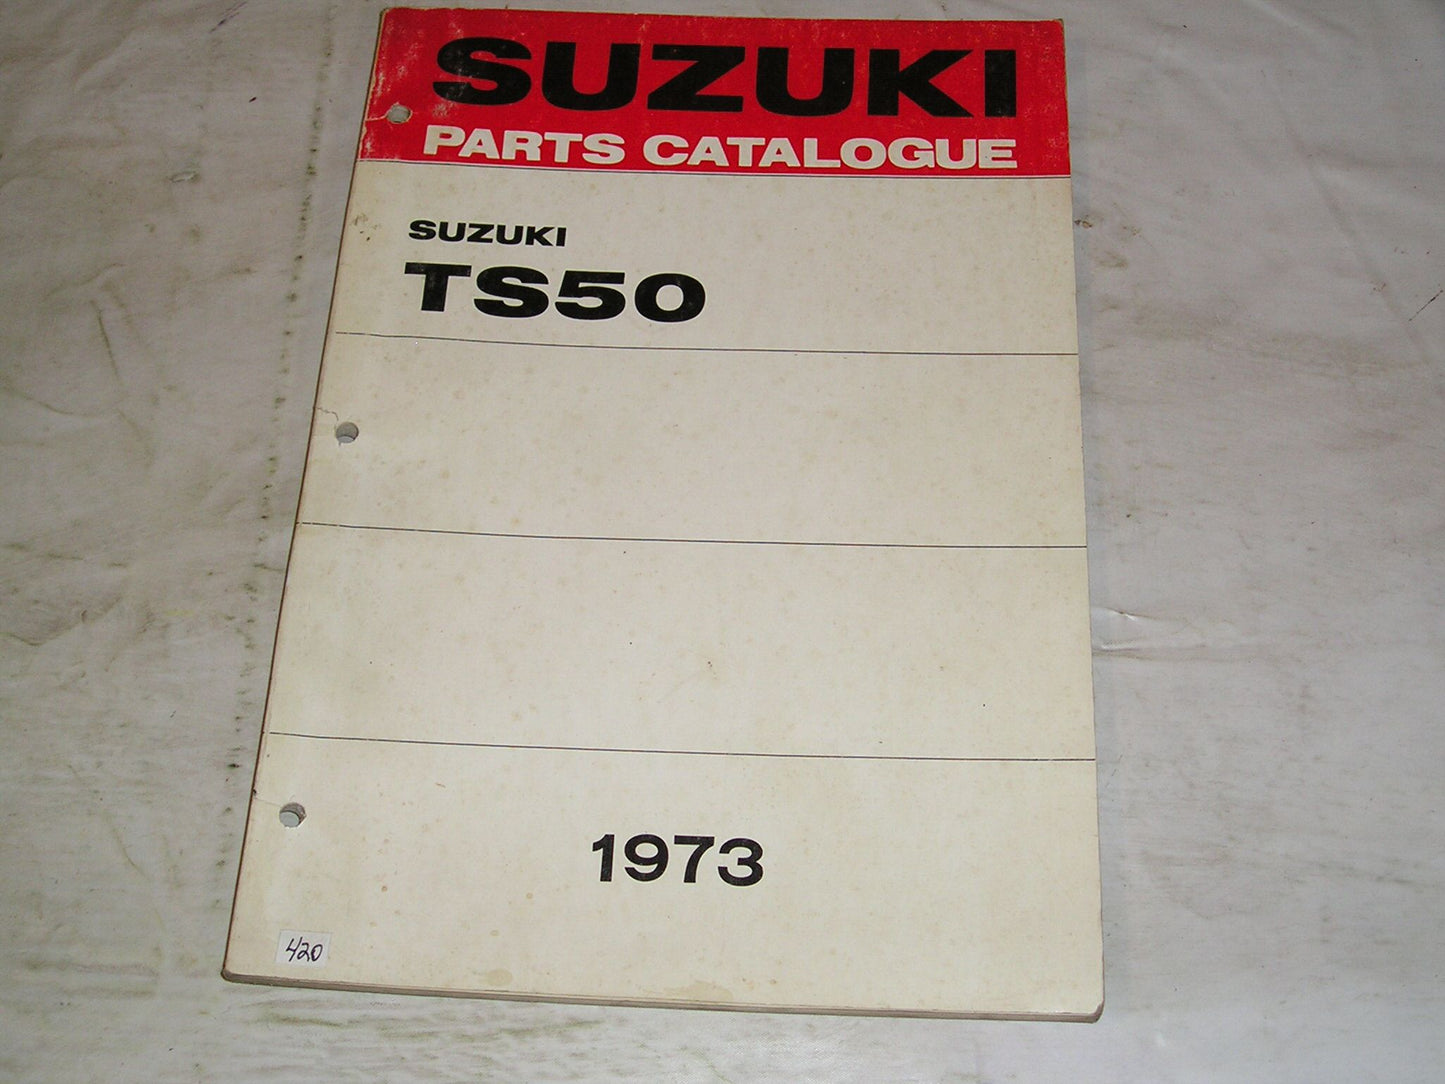 SUZUKI
PARTS CATALOGUE
SUZUKI
TS50
1973
420